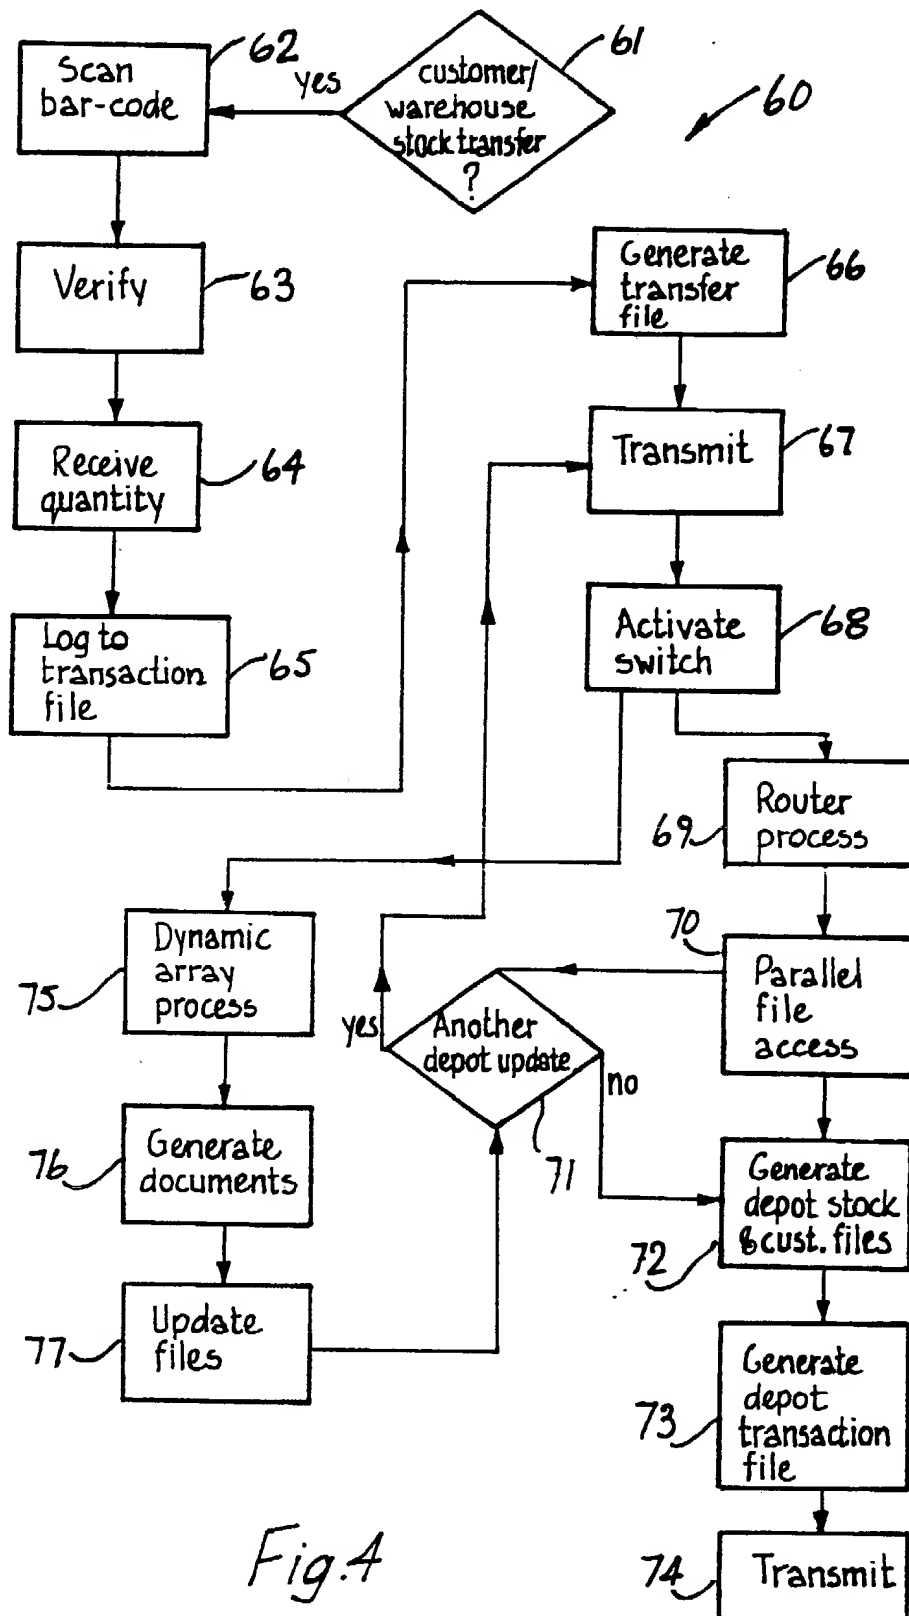 62
61
60
Scan
bar-code
yes
customer/
warehouse
stock transfer
?
Verify
63
Generate
transfer
file
66
Receive
quantity
64
Transmit
67
Log to
transaction
file
65
Activate
switch
68
Router
process
69
Dynamic
array
process
75
70
Parallel
file
access
yes
Another
depot update
no
71
Generate
documents
76
Generate
depot stock
& cust. files
72
Update
files
77
Generate
depot
transaction
file
73
Fig.4
Transmit
74